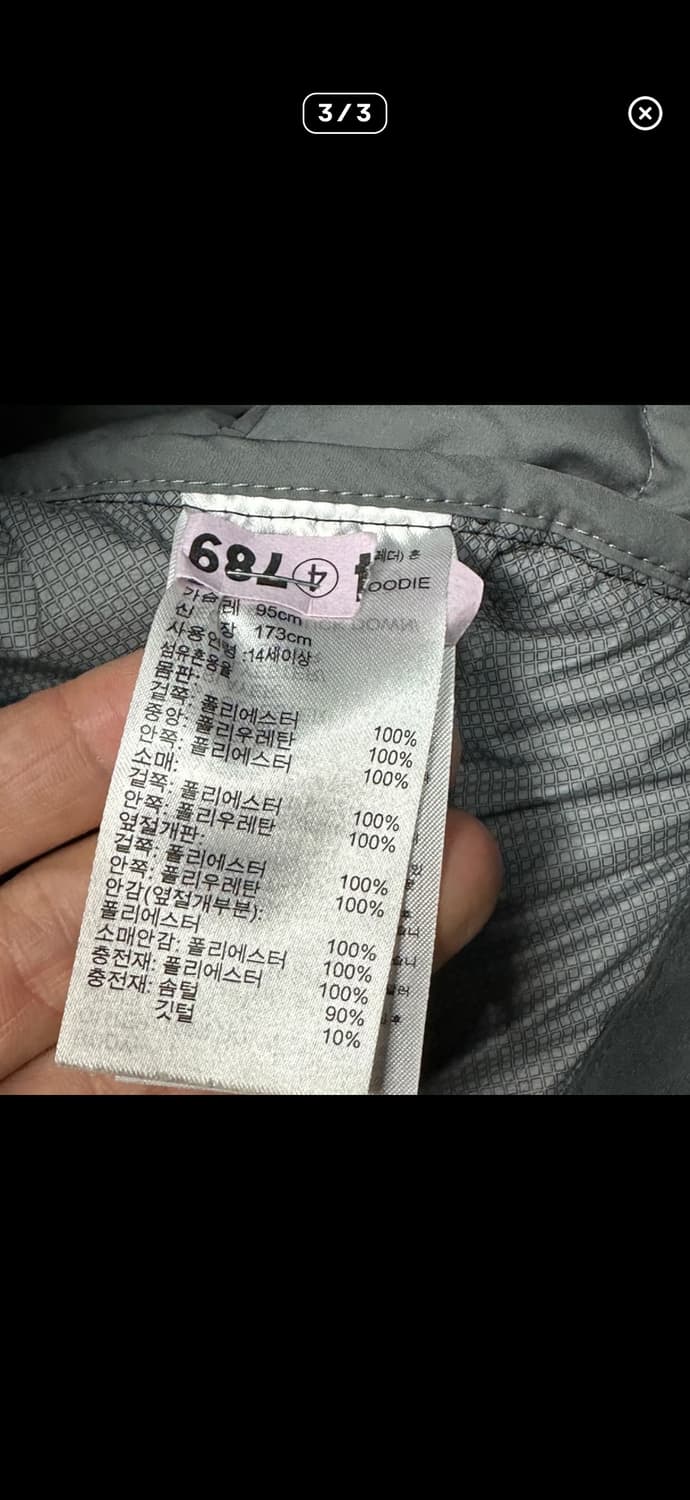 3/3
789 ④
레더) 흔
OODIE
가슴 레 95cm
신 장 173cm
사용연령 :14세이상
섬유혼용율
몸판:
겉쪽: 폴리에스터 100%
중앙: 폴리우레탄 100%
안쪽: 폴리에스터 100%
소매:
겉쪽: 폴리에스터 100%
안쪽: 폴리우레탄 100%
옆절개판:
겉쪽: 폴리에스터 100%
안쪽: 폴리우레탄 100%
안감(옆절개부분):
폴리에스터 100%
소매안감: 폴리에스터 100%
충전재: 폴리에스터 100%
충전재: 솜털 90%
깃털 10%